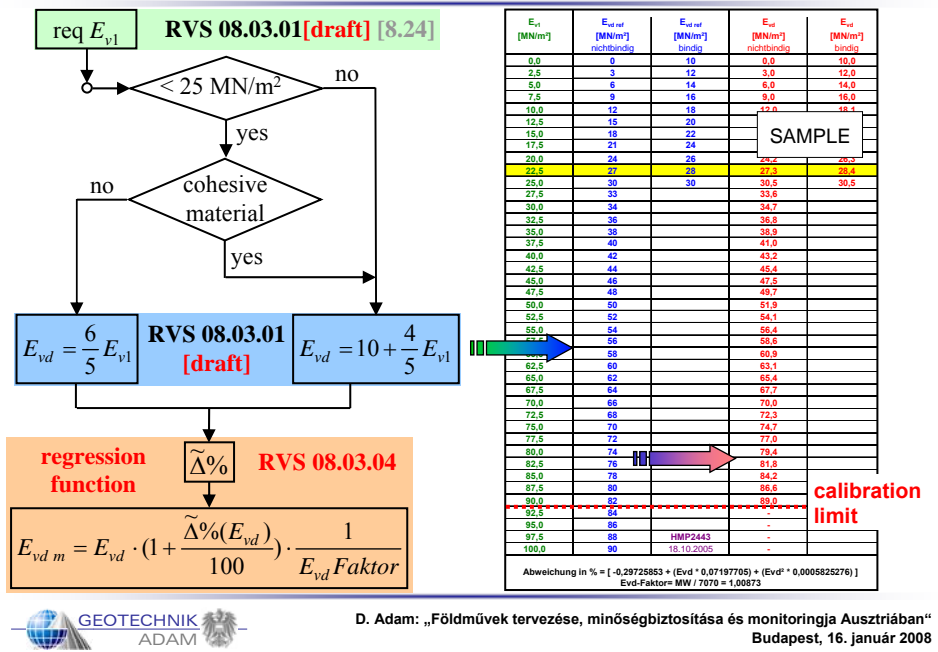 req E_v1
RVS 08.03.01[draft] [8.24]
< 25 MN/m²
no
yes
no
cohesive
material
yes
E_vd = 6/5 E_v1
RVS 08.03.01
[draft]
E_vd = 10 + 4/5 E_v1
regression
function
Δ̃%
RVS 08.03.04
E_vd m = E_vd · (1 + Δ̃%(E_vd)/100) · 1/E_vd Faktor
E_v1 E_vd ref E_vd ref E_vd E_vd
[MN/m²] [MN/m²] [MN/m²] [MN/m²] [MN/m²]
nichtbindig bindig nichtbindig bindig
0,0 0 10 0,0 10,0
2,5 3 12 3,0 12,0
5,0 6 14 6,0 14,0
7,5 9 16 9,0 16,0
10,0 12 18 12,0 18,1
12,5 15 20
15,0 18 22
17,5 21 24
SAMPLE
20,0 24 26 24,2 26,3
22,5 27 28 27,3 28,4
25,0 30 30 30,5 30,5
27,5 33 33,6
30,0 34 34,7
32,5 36 36,8
35,0 38 38,9
37,5 40 41,0
40,0 42 43,2
42,5 44 45,4
45,0 46 47,5
47,5 48 49,7
50,0 50 51,9
52,5 52 54,1
55,0 54 56,4
57,5 56 58,6
58 60,9
62,5 60 63,1
65,0 62 65,4
67,5 64 67,7
70,0 66 70,0
72,5 68 72,3
75,0 70 74,7
77,5 72 77,0
80,0 74 79,4
82,5 76 81,8
85,0 78 84,2
87,5 80 86,6
90,0 82 89,0
92,5 84 -
95,0 86 -
97,5 88 HMP2443 -
100,0 90 18.10.2005 -
calibration
limit
Abweichung in % = [ -0,29725853 + (Evd * 0,07197705) + (Evd² * 0,0005825276) ]
Evd-Faktor= MW / 7070 = 1,00873
GEOTECHNIK
ADAM
D. Adam: „Földművek tervezése, minőségbiztosítása és monitoringja Ausztriában“
Budapest, 16. január 2008